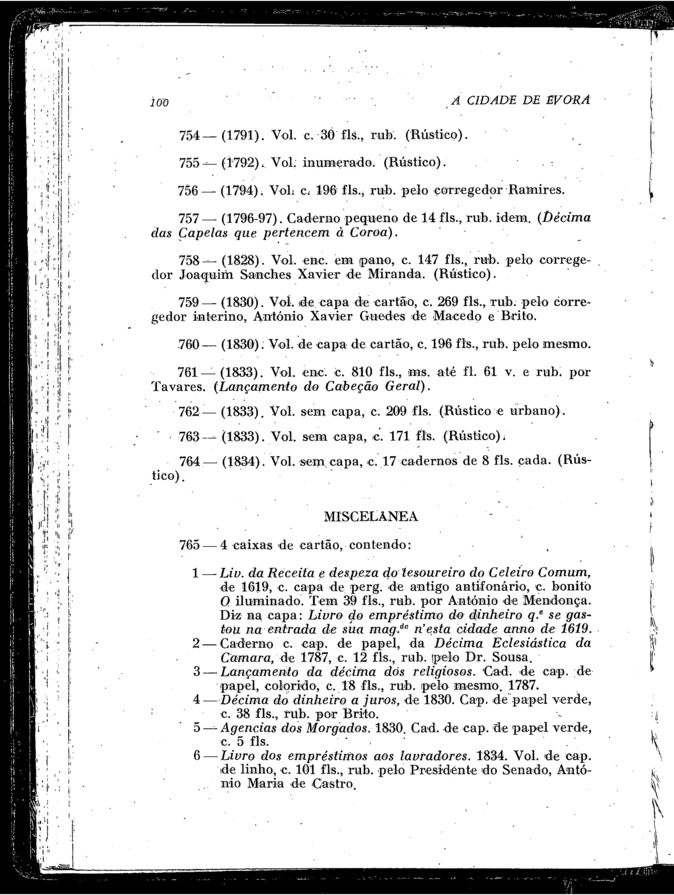 100
A CIDADE DE ÉVORA
754 — (1791). Vol. c. 30 fls., rub. (Rústico).
755 — (1792). Vol. inumerado. (Rústico).
756 — (1794). Vol. c. 196 fls., rub. pelo corregedor Ramires.
757 — (1796-97). Caderno pequeno de 14 fls., rub. idem. (Décima
das Capelas que pertencem à Coroa).
758 — (1828). Vol. enc. em pano, c. 147 fls., rub. pelo correge-
dor Joaquim Sanches Xavier de Miranda. (Rústico).
759 — (1830). Vol. de capa de cartão, c. 269 fls., rub. pelo corre-
gedor interino, António Xavier Guedes de Macedo e Brito.
760 — (1830). Vol. de capa de cartão, c. 196 fls., rub. pelo mesmo.
761 — (1833). Vol. enc. c. 810 fls., ms. até fl. 61 v. e rub. por
Tavares. (Lançamento do Cabeção Geral).
762 — (1833). Vol. sem capa, c. 209 fls. (Rústico e urbano).
763 — (1833). Vol. sem capa, c. 171 fls. (Rústico).
764 — (1834). Vol. sem capa, c. 17 cadernos de 8 fls. cada. (Rús-
tico).
MISCELANEA
765 — 4 caixas de cartão, contendo:
1 — Liv. da Receita e despeza do tesoureiro do Celeiro Comum,
de 1619, c. capa de perg. de antigo antifonário, c. bonito
O iluminado. Tem 39 fls., rub. por António de Mendonça.
Diz na capa: Livro do empréstimo do dinheiro q.e se gas-
tou na entrada de sua mag.de n'esta cidade anno de 1619.
2 — Caderno c. cap. de papel, da Décima Eclesiástica da
Camara, de 1787, c. 12 fls., rub. pelo Dr. Sousa.
3 — Lançamento da décima dos religiosos. Cad. de cap. de
papel, colorido, c. 18 fls., rub. pelo mesmo. 1787.
4 — Décima do dinheiro a juros, de 1830. Cap. de papel verde,
c. 38 fls., rub. por Brito.
5 — Agencias dos Morgados. 1830. Cad. de cap. de papel verde,
c. 5 fls.
6 — Livro dos empréstimos aos lavradores. 1834. Vol. de cap.
de linho, c. 101 fls., rub. pelo Presidente do Senado, Antó-
nio Maria de Castro.